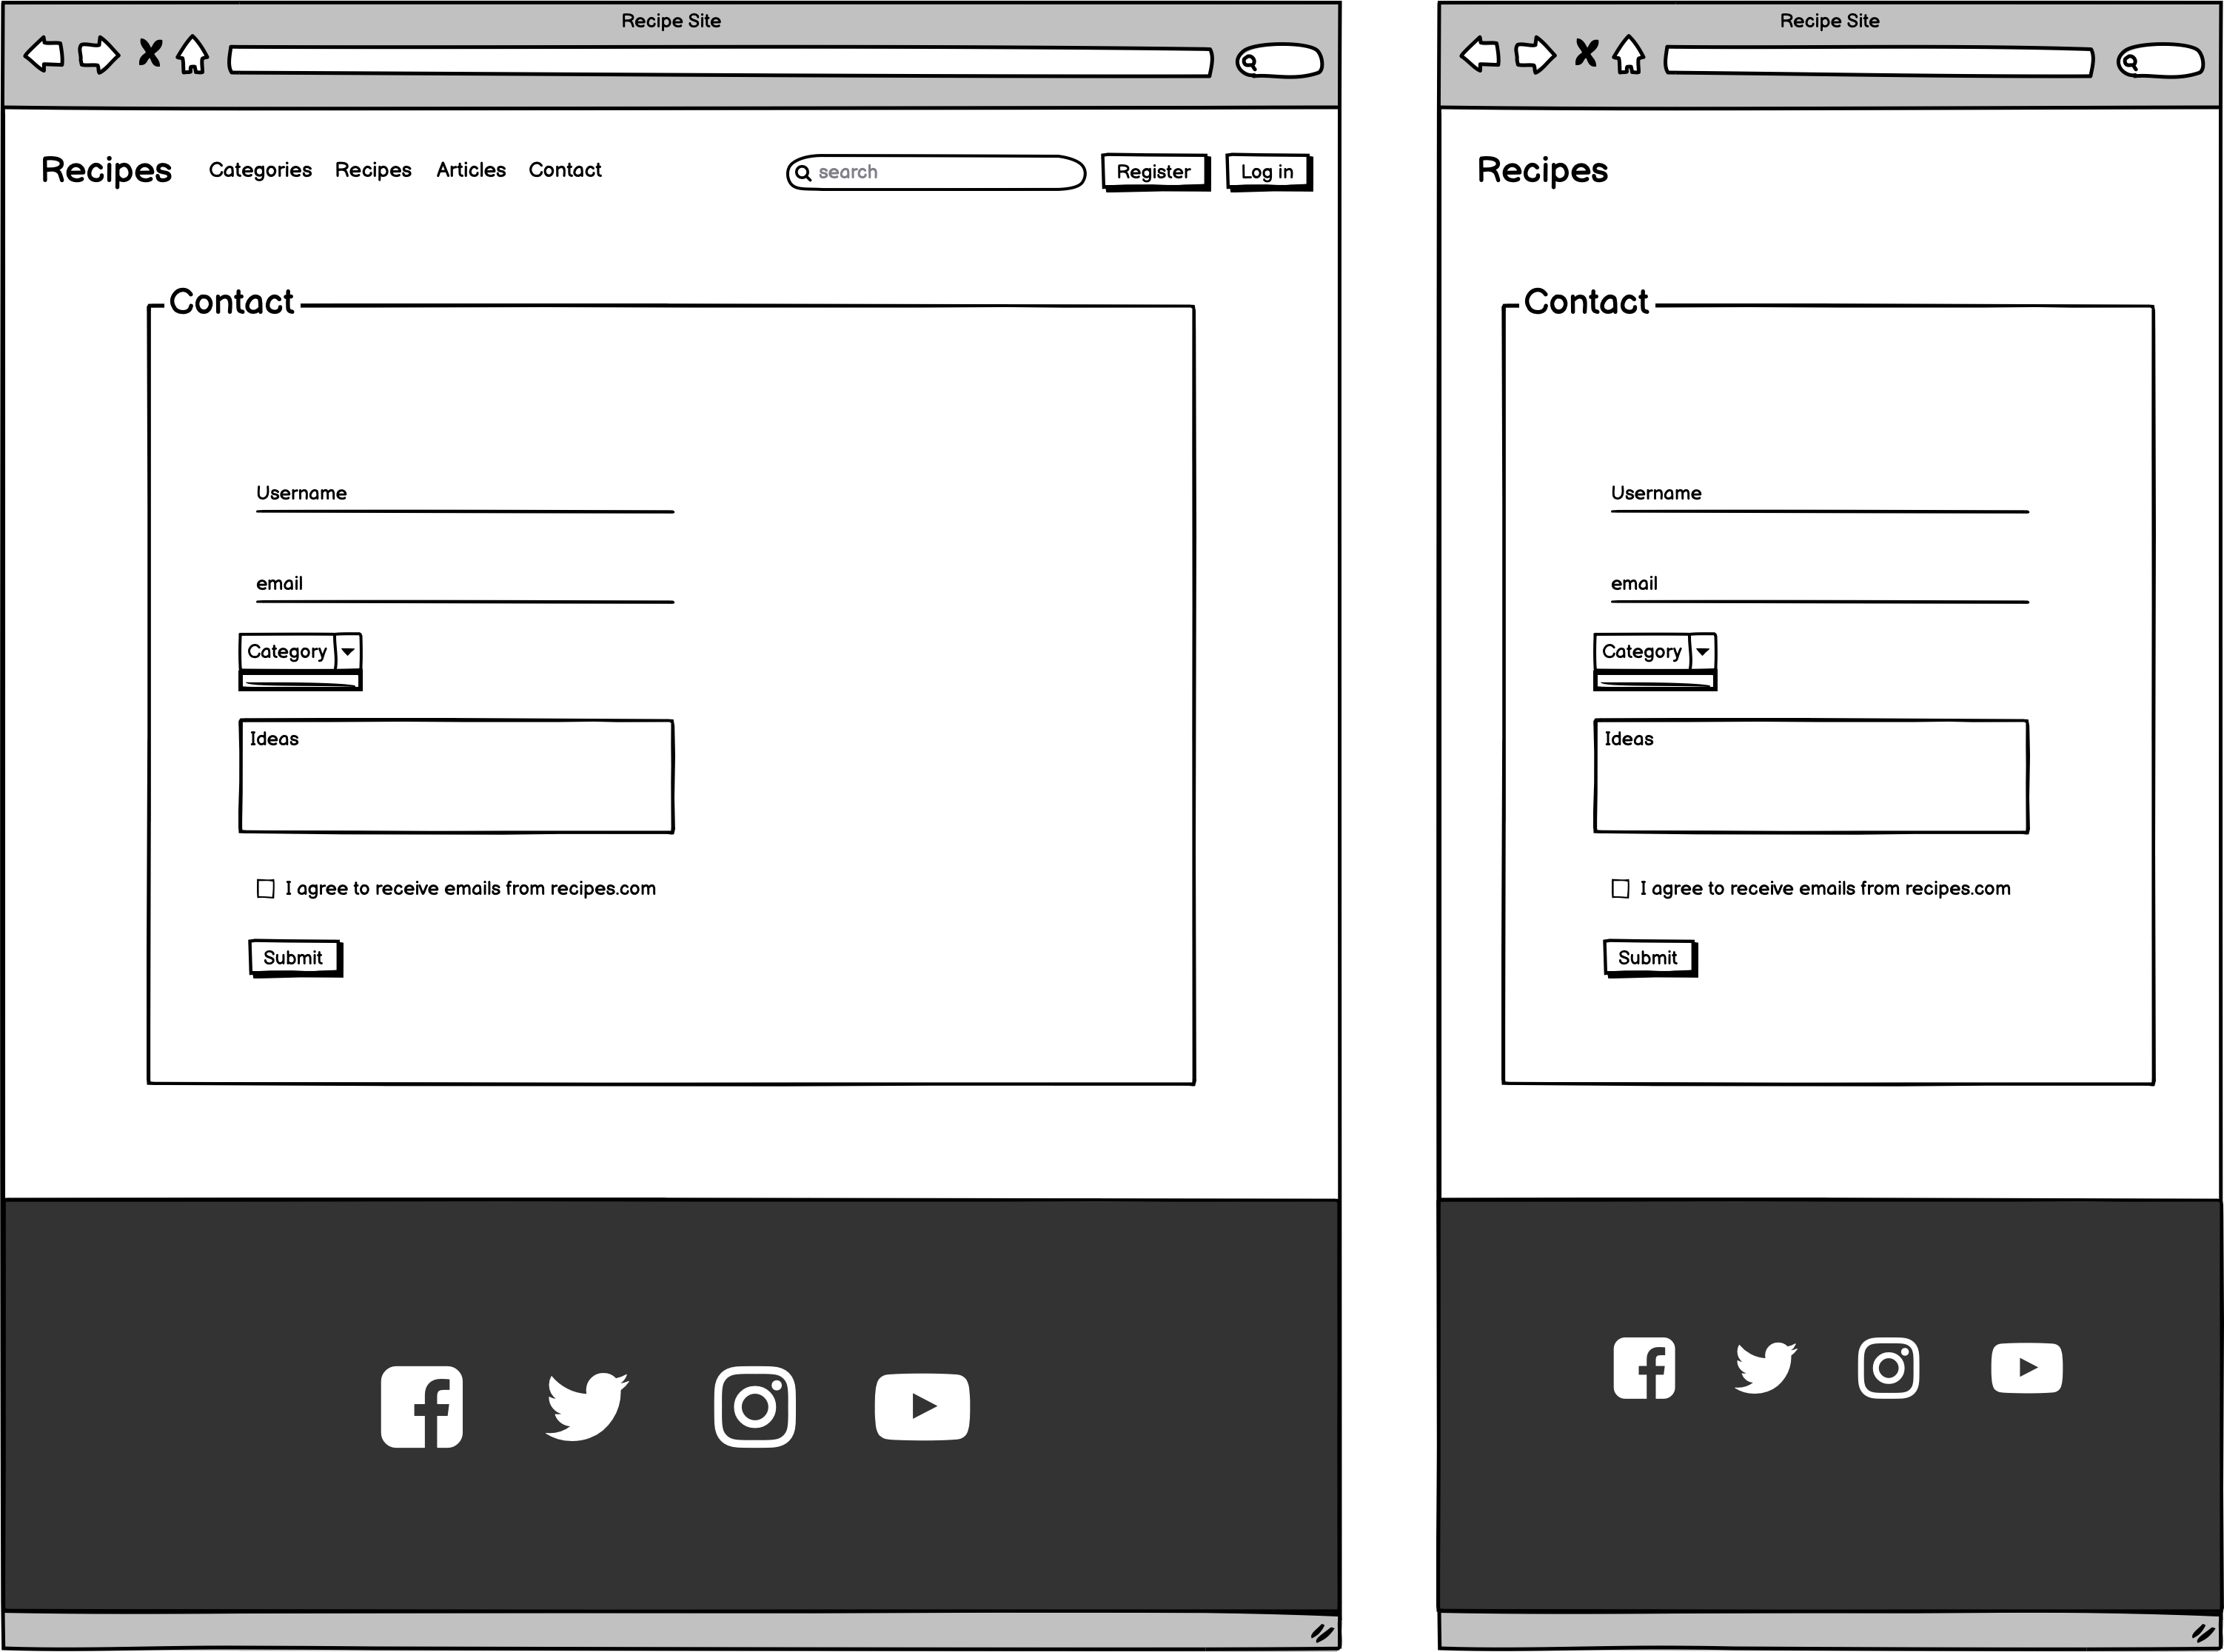 Recipe Site
Recipes Categories Recipes Articles Contact search Register Log in
Contact
Username
email
Category
Ideas
I agree to receive emails from recipes.com
Submit
Recipe Site
Recipes
Contact
Username
email
Category
Ideas
I agree to receive emails from recipes.com
Submit